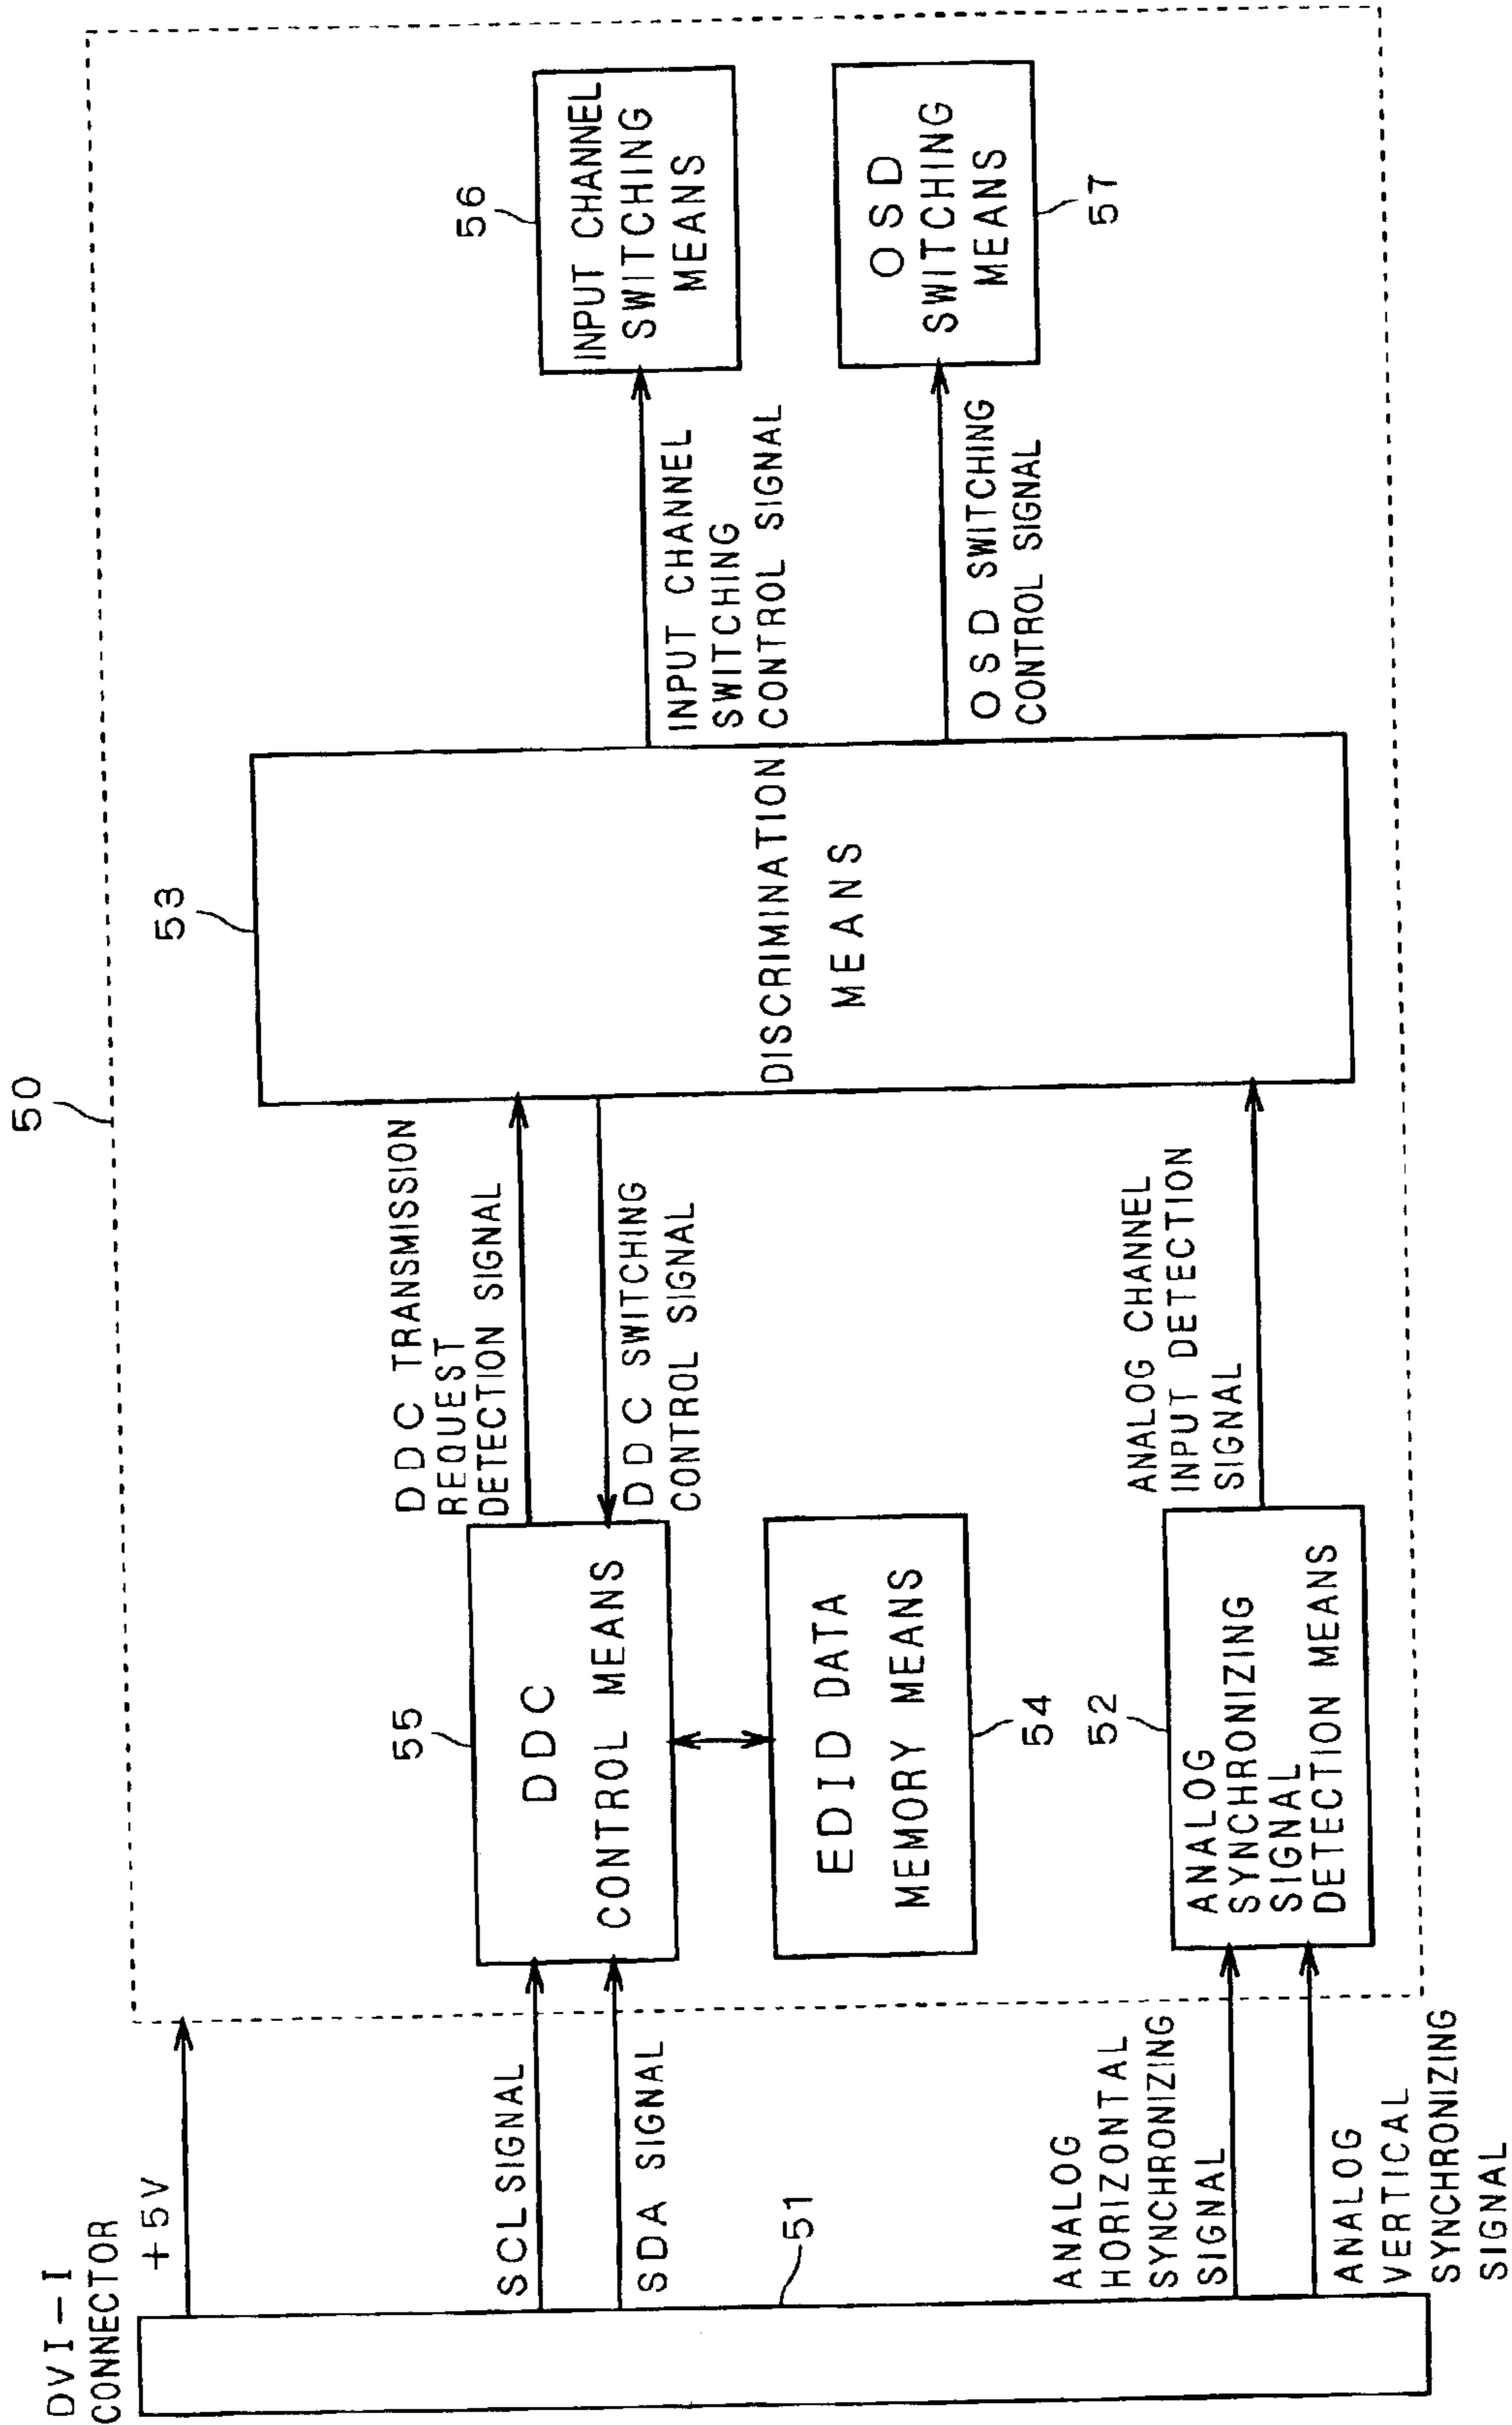 DVI-I
CONNECTOR
+5V
SCLSIGNAL
SDA SIGNAL
51
ANALOG
HORIZONTAL
SYNCHRONIZING
SIGNAL
ANALOG
VERTICAL
SYNCHRONIZING
SIGNAL
50
55
DDC
CONTROL MEANS
EDID DATA
MEMORY MEANS
54
52
ANALOG
SYNCHRONIZING
SIGNAL
DETECTION MEANS
DDC TRANSMISSION
REQUEST
DETECTION SIGNAL
DDC SWITCHING
CONTROL SIGNAL
ANALOG CHANNEL
INPUT DETECTION
SIGNAL
53
DISCRIMINATION
MEANS
INPUT CHANNEL
SWITCHING
CONTROL SIGNAL
OSD SWITCHING
CONTROL SIGNAL
56
INPUT CHANNEL
SWITCHING
MEANS
OSD
SWITCHING
MEANS
57